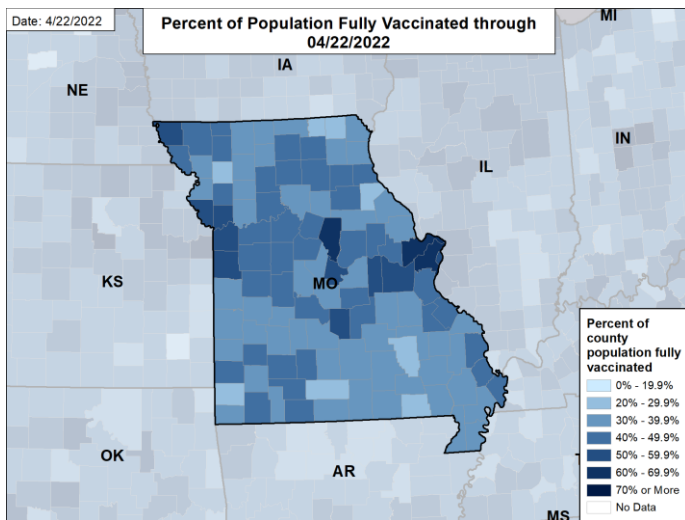 Date: 4/22/2022
Percent of Population Fully Vaccinated through
04/22/2022
MI
IA
NE
IN
IL
KS
MO
Percent of
county
population fully
vaccinated
0% - 19.9%
20% - 29.9%
30% - 39.9%
40% - 49.9%
50% - 59.9%
60% - 69.9%
70% or More
No Data
OK
AR
MS